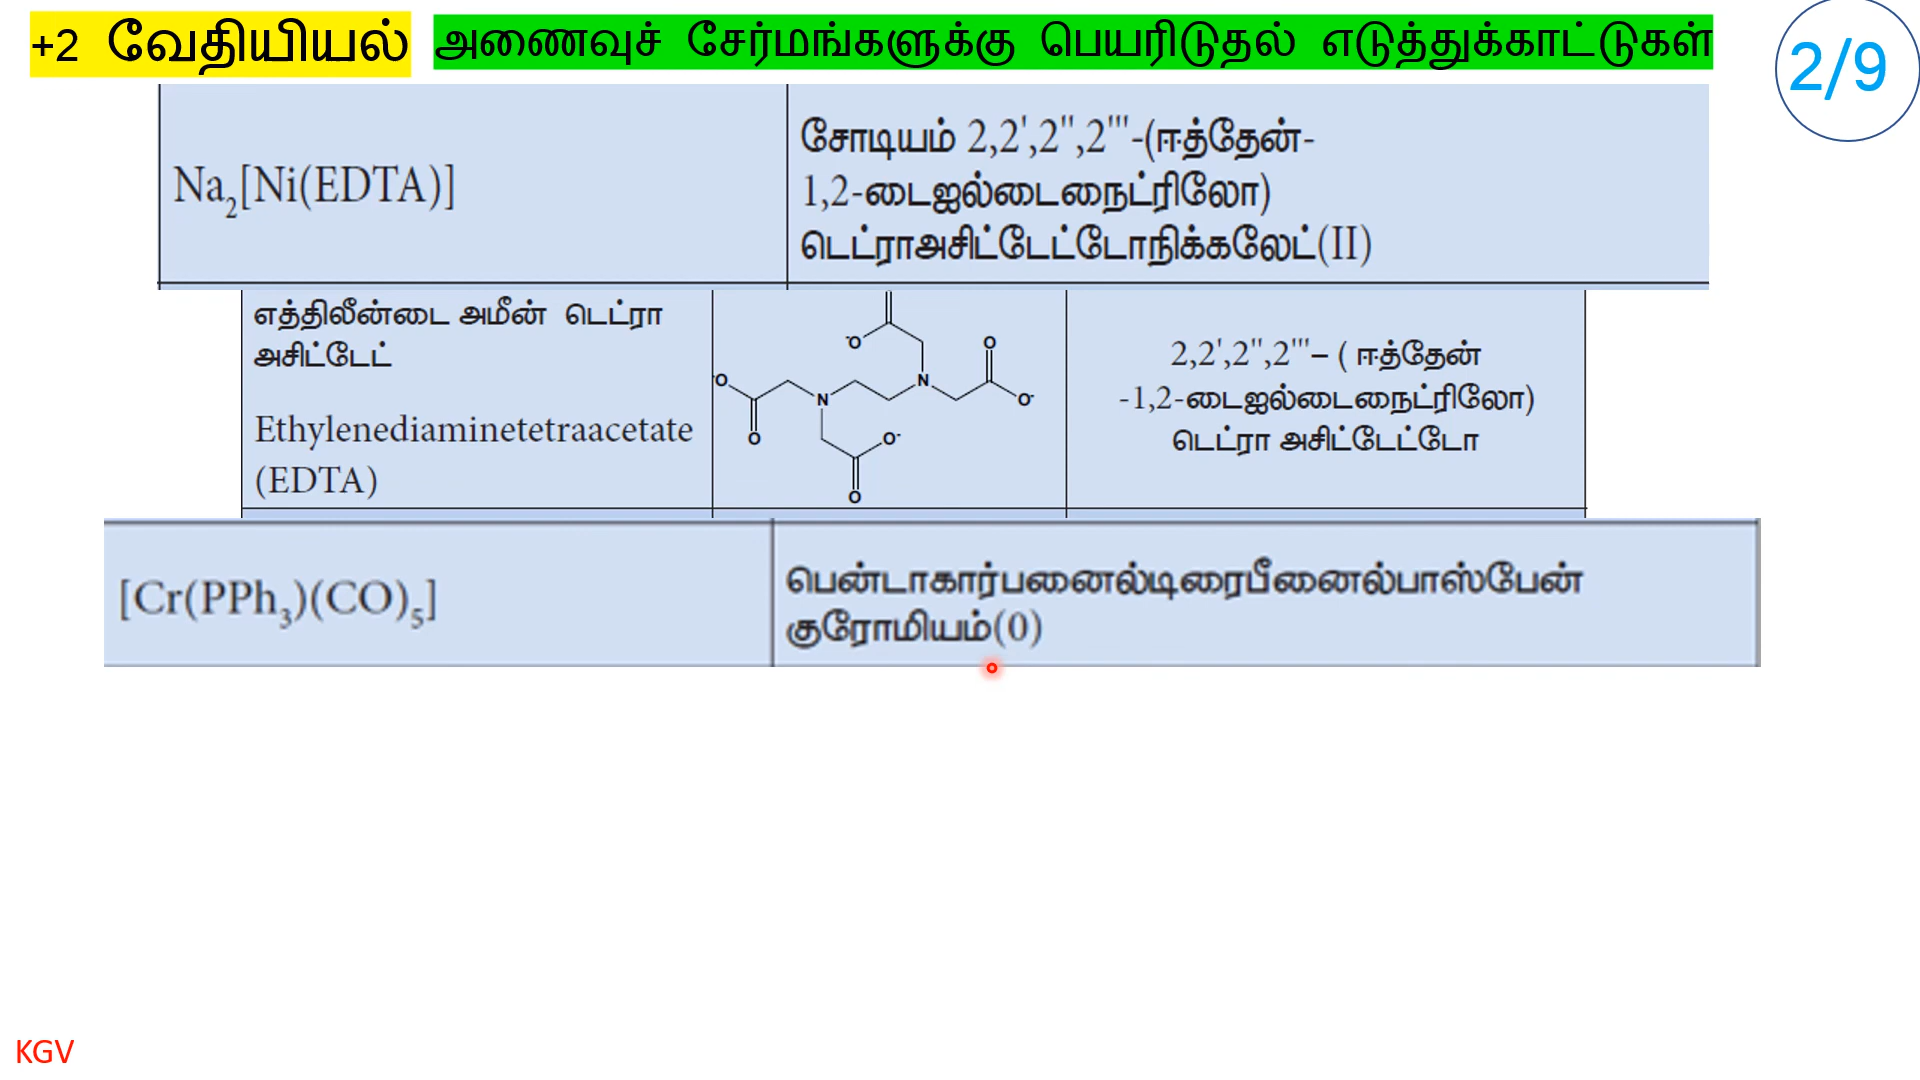 +2 வேதியியல் அணைவுச் சேர்மங்களுக்கு பெயரிடுதல் எடுத்துக்காட்டுகள்
2/9
Na₂[Ni(EDTA)]
சோடியம் 2,2',2'',2'''-(ஈத்தேன்-
1,2-டைஐல்டைநைட்ரிலோ)
டெட்ராஅசிட்டேட்டோநிக்கலேட்(II)
எத்திலீன்டை அமீன் டெட்ரா
அசிட்டேட்
Ethylenediaminetetraacetate
(EDTA)
⁻O
O
⁻O
N
N
O⁻
O
O⁻
O
2,2',2'',2'''– ( ஈத்தேன்
-1,2-டைஐல்டைநைட்ரிலோ)
டெட்ரா அசிட்டேட்டோ
[Cr(PPh₃)(CO)₅]
பென்டாகார்பனைல்டிரைபீனைல்பாஸ்பேன்
குரோமியம்(0)
KGV